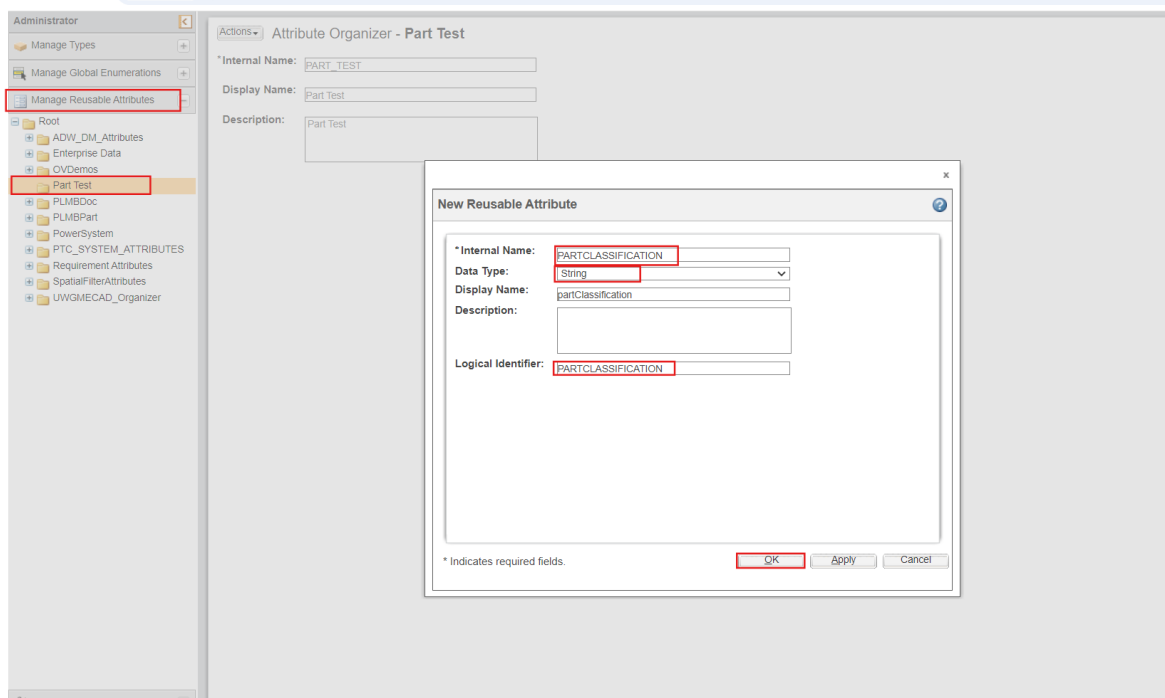 Administrator
Manage Types
Manage Global Enumerations
Manage Reusable Attributes
Root
ADW_DM_Attributes
Enterprise Data
OVDemos
Part Test
PLMBDoc
PLMBPart
PowerSystem
PTC_SYSTEM_ATTRIBUTES
Requirement Attributes
SpatialFilterAttributes
UWGMECAD_Organizer
Actions Attribute Organizer - Part Test
*Internal Name: PART_TEST
Display Name: Part Test
Description: Part Test
x
New Reusable Attribute ?
*Internal Name: PARTCLASSIFICATION
Data Type: String
Display Name: partClassification
Description:
Logical Identifier: PARTCLASSIFICATION
* Indicates required fields. OK Apply Cancel